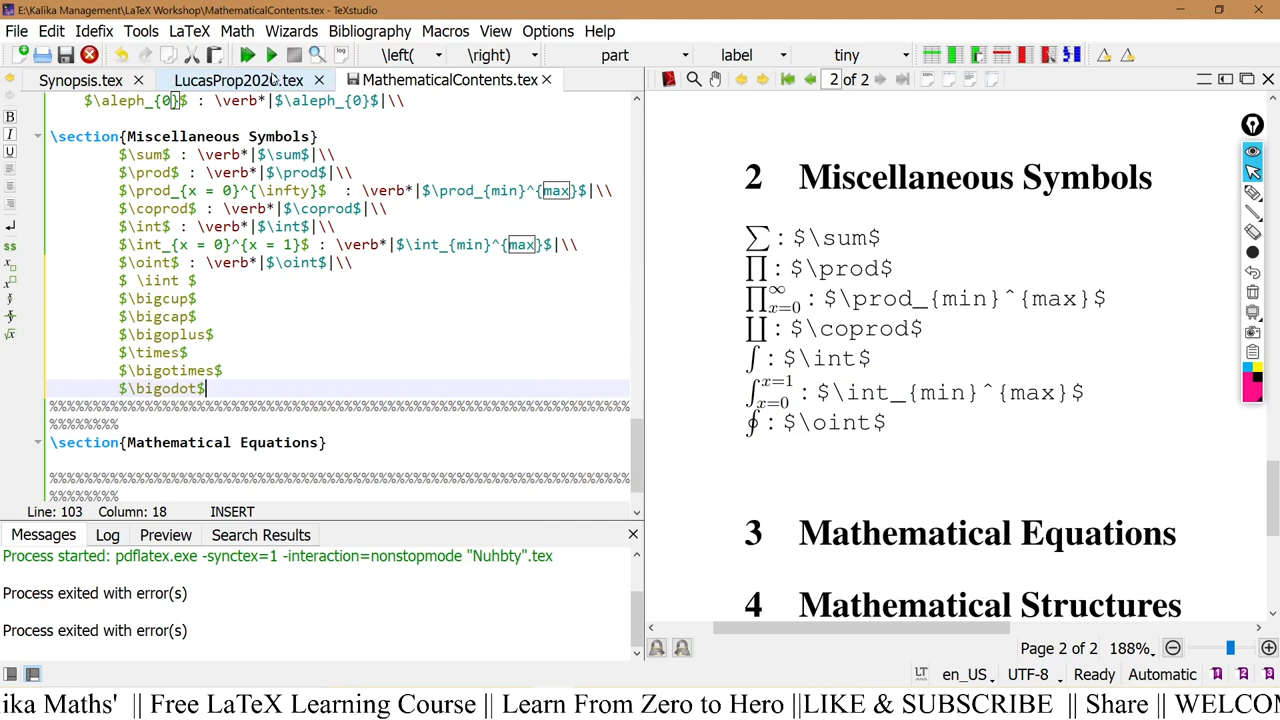 E:\Kalika Management\LaTeX Workshop\MathematicalContents.tex - TeXstudio
File Edit Idefix Tools LaTeX Math Wizards Bibliography Macros View Options Help
\left( \right) part label tiny
Synopsis.tex LucasProp2020.tex MathematicalContents.tex
2 of 2
$\aleph_{0}$ : \verb*|$\aleph_{0}$|\\
\section{Miscellaneous Symbols}
$\sum$ : \verb*|$\sum$|\\
$\prod$ : \verb*|$\prod$|\\
$\prod_{x = 0}^{\infty}$ : \verb*|$\prod_{min}^{max}$|\\
$\coprod$ : \verb*|$\coprod$|\\
$\int$ : \verb*|$\int$|\\
$\int_{x = 0}^{x = 1}$ : \verb*|$\int_{min}^{max}$|\\
$\oint$ : \verb*|$\oint$|\\
$ \iint $
$\bigcup$
$\bigcap$
$\bigoplus$
$\times$
$\bigotimes$
$\bigodot$
%%%%%%%%%%%%%%%%%%%%%%%%%%%%%%%%%%%%%%%%%%%%%%%%%%%%%%%%%%%%%%%%%%%
%%%%%%%%
\section{Mathematical Equations}
%%%%%%%%%%%%%%%%%%%%%%%%%%%%%%%%%%%%%%%%%%%%%%%%%%%%%%%%%%%%%%%%%%%
%%%%%%%%
Line: 103 Column: 18 INSERT
Messages Log Preview Search Results
Process started: pdflatex.exe -synctex=1 -interaction=nonstopmode "Nuhbty".tex
Process exited with error(s)
Process exited with error(s)
2 Miscellaneous Symbols
∑ : $\sum$
∏ : $\prod$
∏_{x=0}^{∞} : $\prod_{min}^{max}$
∐ : $\coprod$
∫ : $\int$
∫_{x=0}^{x=1} : $\int_{min}^{max}$
∮ : $\oint$
3 Mathematical Equations
4 Mathematical Structures
Page 2 of 2 188%
en_US UTF-8 Ready Automatic
lika Maths' || Free LaTeX Learning Course || Learn From Zero to Hero ||LIKE & SUBSCRIBE || Share || WELCO